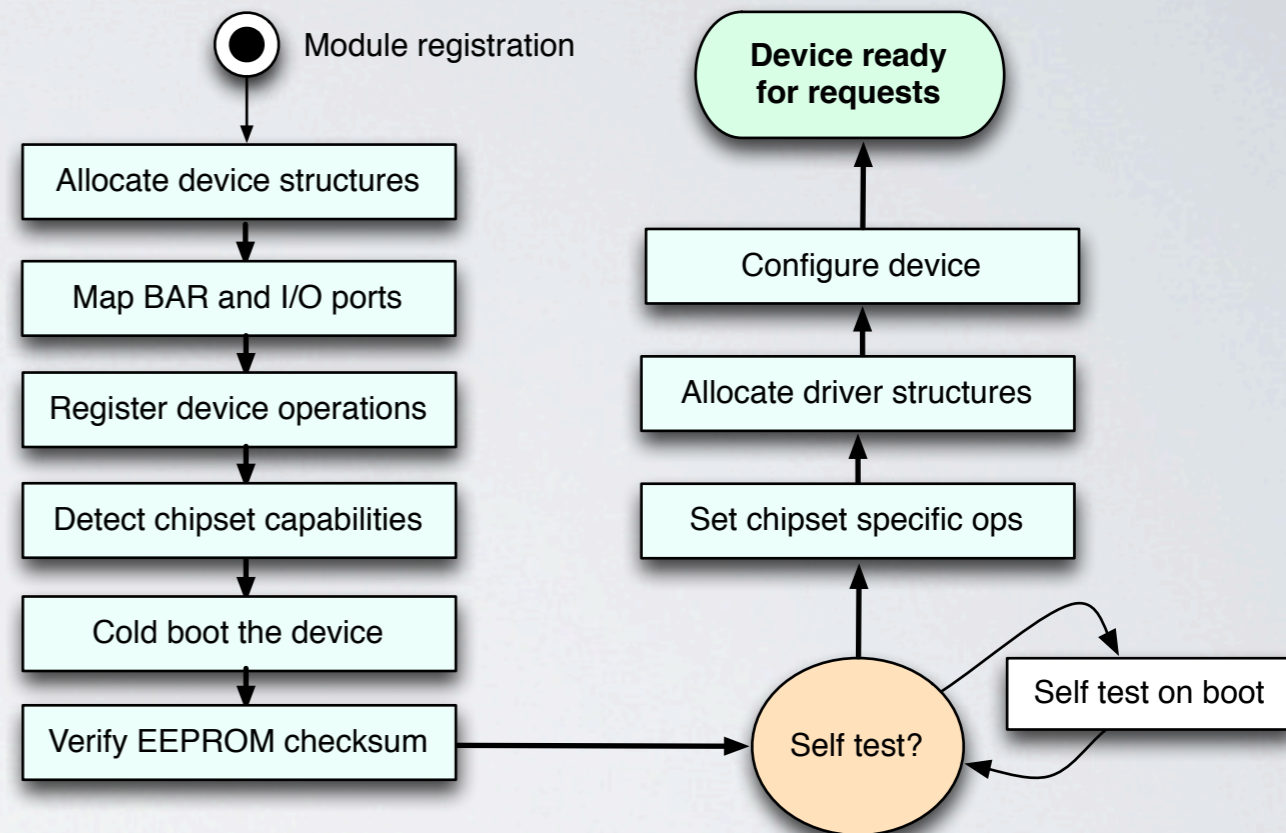 Module registration
Allocate device structures
Map BAR and I/O ports
Register device operations
Detect chipset capabilities
Cold boot the device
Verify EEPROM checksum
Self test?
Self test on boot
Set chipset specific ops
Allocate driver structures
Configure device
Device ready
for requests